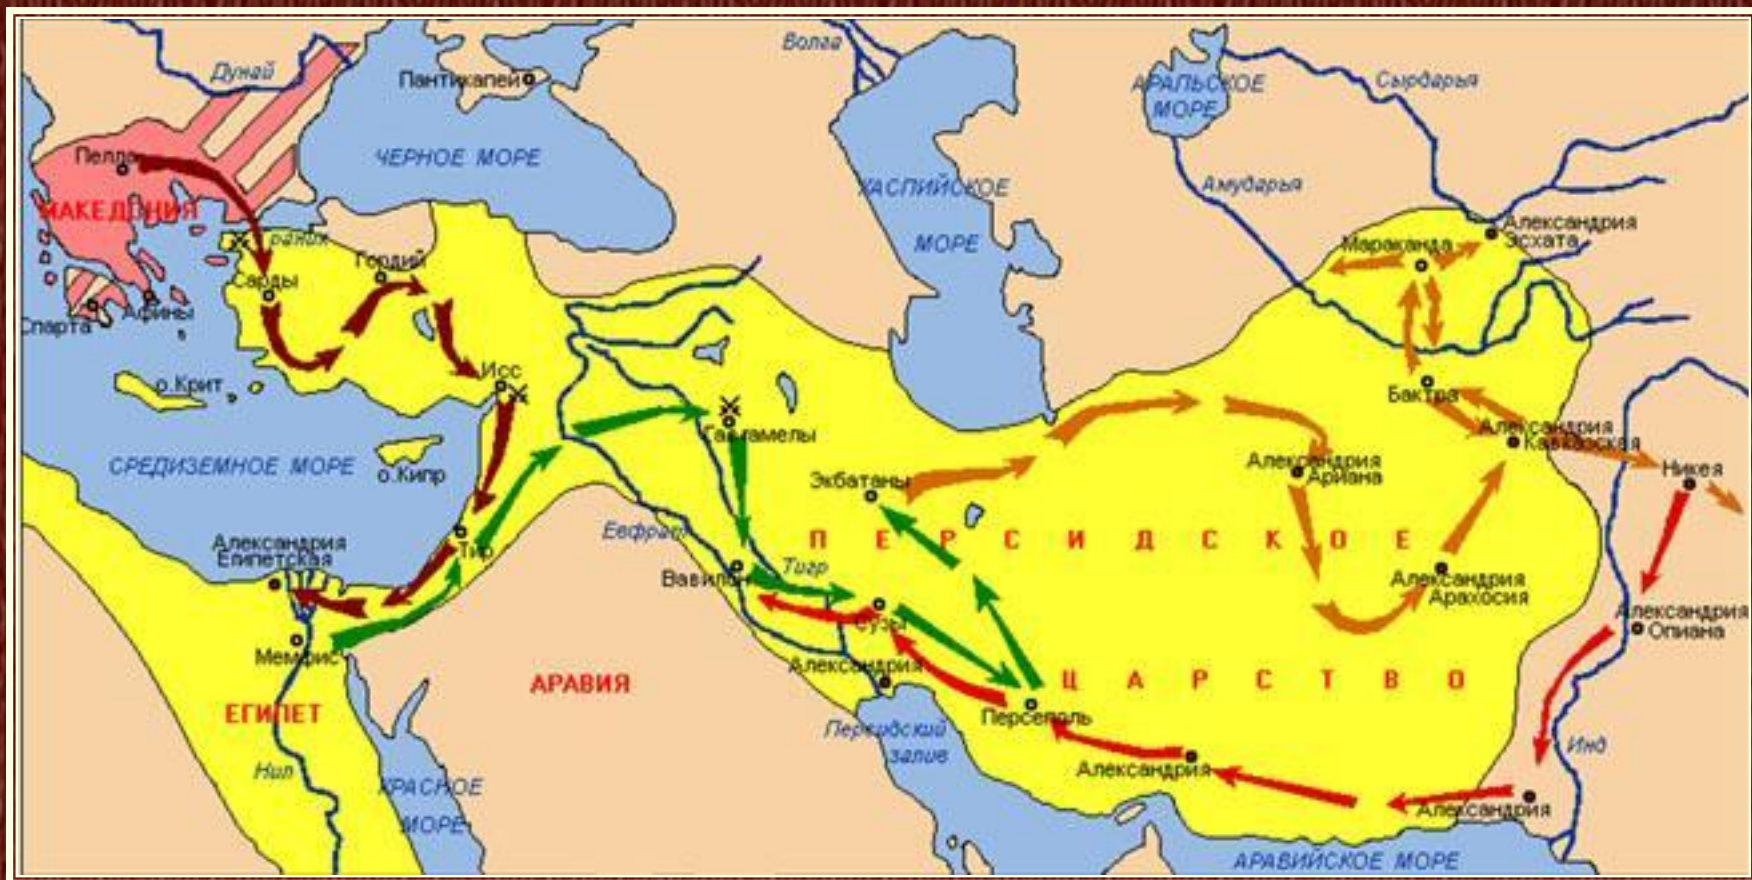 Волга
Дунай
Пантикапей
АРАЛЬСКОЕ
МОРЕ
Сырдарья
Пелла
ЧЕРНОЕ МОРЕ
КАСПИЙСКОЕ
МОРЕ
Амударья
МАКЕДОНИЯ
Александрия
Эсхата
Мараканда
Гордий
Сарды
Спарта
Афины
Исс
о.Крит
Бактра
Гавгамелы
Александрия
Кавказская
СРЕДИЗЕМНОЕ МОРЕ
о.Кипр
Экбатаны
Александрия
Ариана
Никея
Евфрат
ПЕРСИДСКОЕ
Александрия
Египетская
Тир
Вавилон
Тигр
Александрия
Арахосия
Сузы
Александрия
Опиана
Мемфис
Александрия
АРАВИЯ
ЦАРСТВО
ЕГИПЕТ
Персеполь
Персидский
залив
Инд
Нил
Александрия
КРАСНОЕ
МОРЕ
Александрия
АРАВИЙСКОЕ МОРЕ